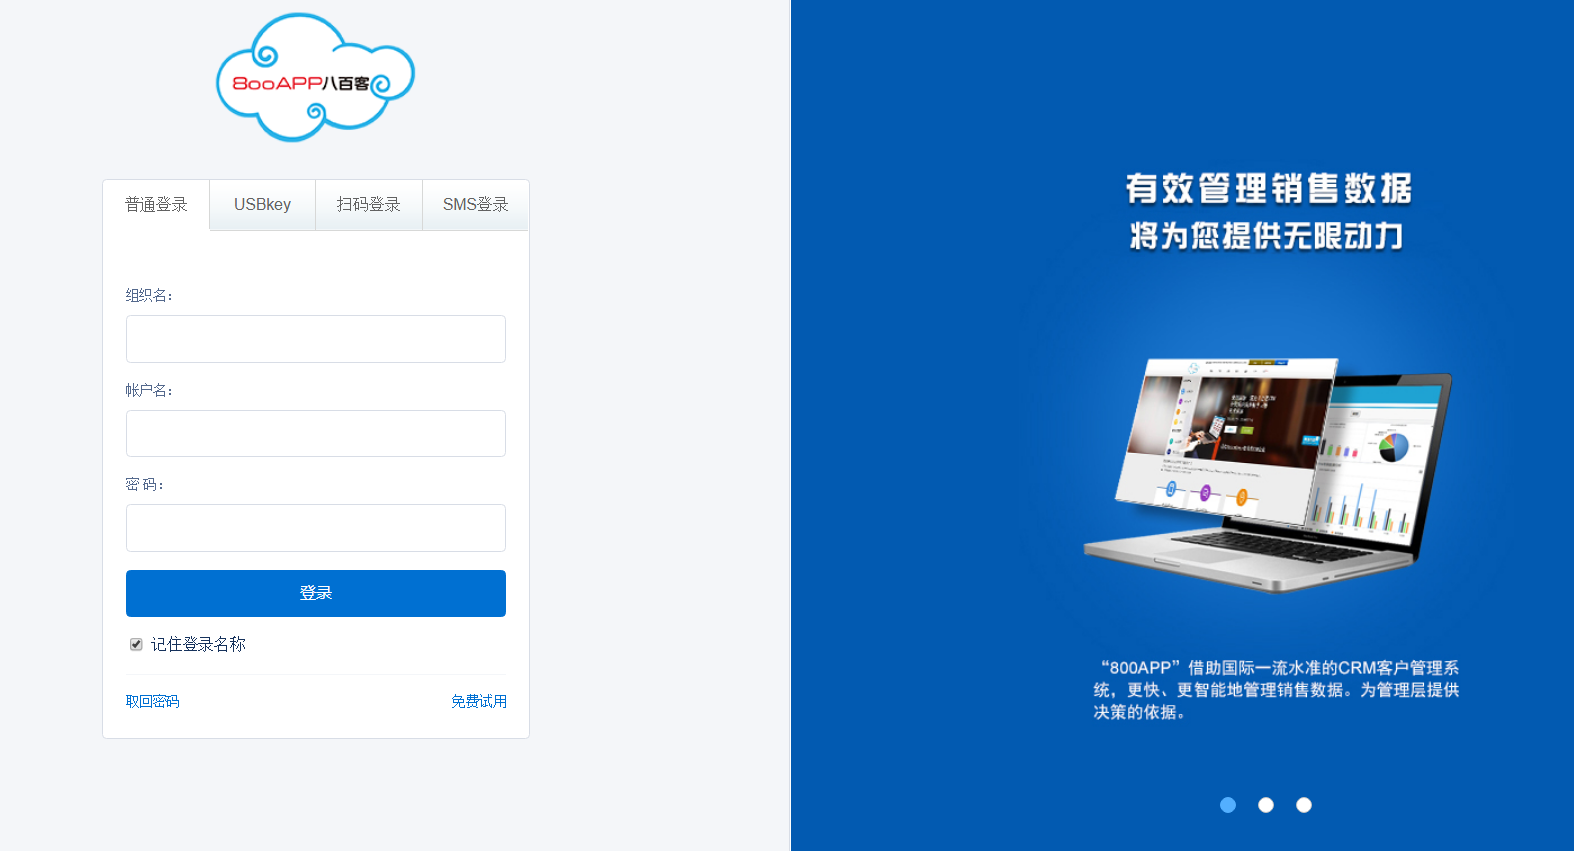 800APP八百客
普通登录
USBkey
扫码登录
SMS登录
组织名：
帐户名：
密 码：
登录
记住登录名称
取回密码
免费试用
有效管理销售数据
将为您提供无限动力
“800APP”借助国际一流水准的CRM客户管理系
统，更快、更智能地管理销售数据。为管理层提供
决策的依据。